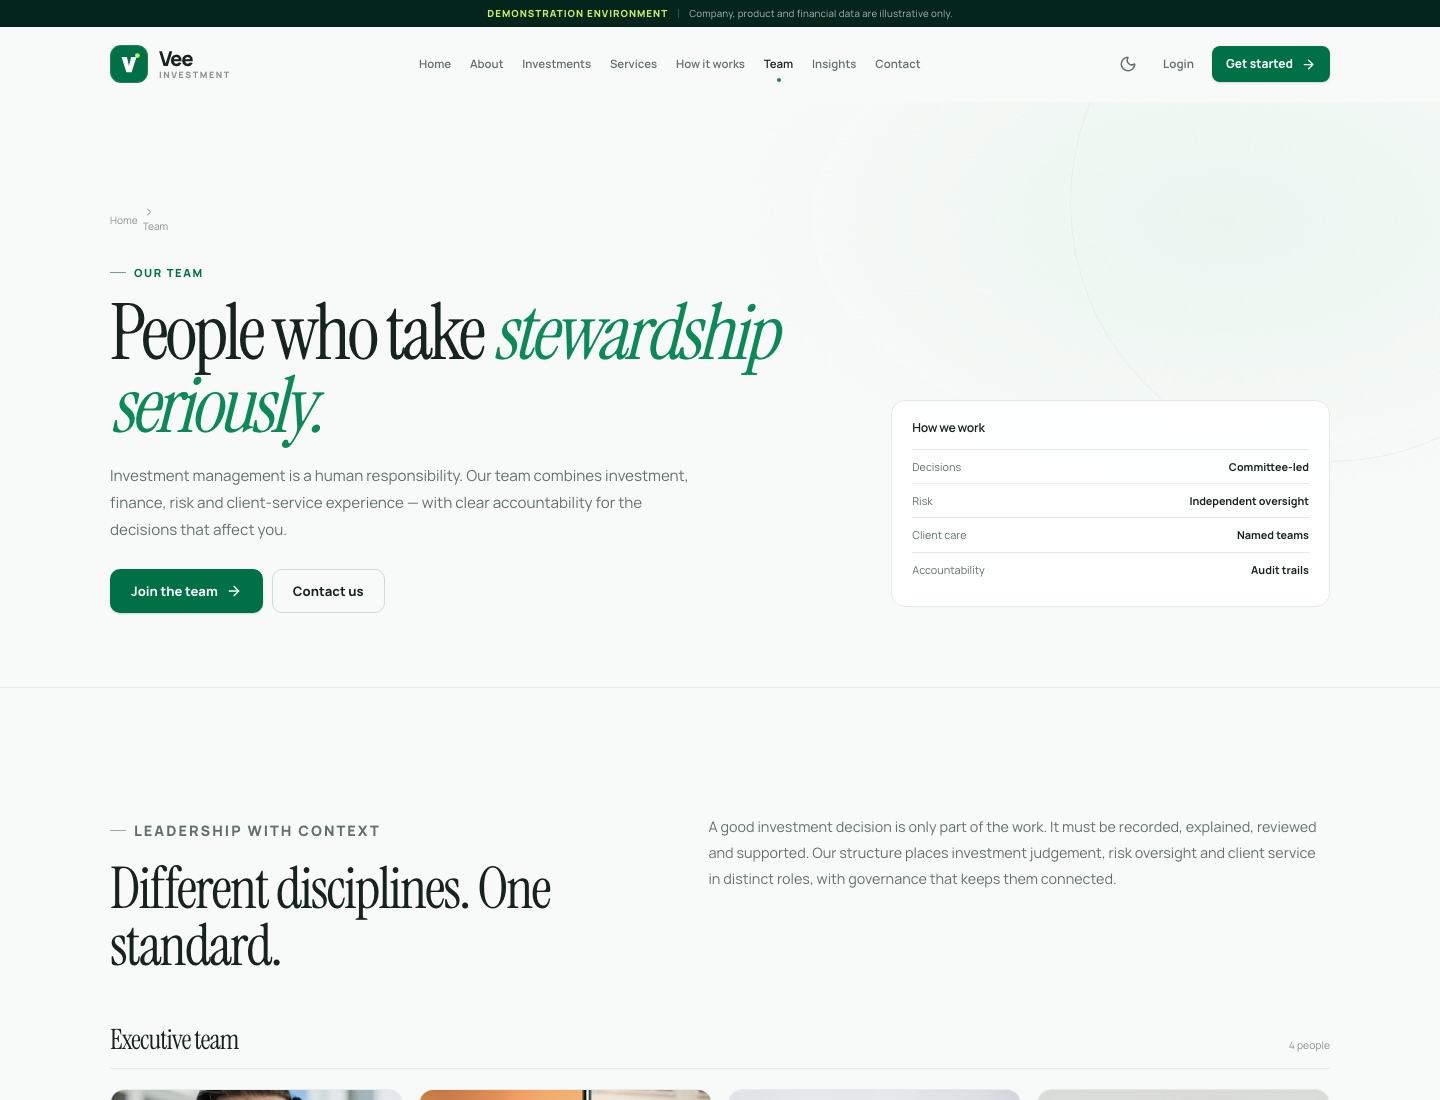 DEMONSTRATION ENVIRONMENT | Company, product and financial data are illustrative only.
Vee
INVESTMENT
Home About Investments Services How it works Team Insights Contact
Login Get started
Home
Team
OUR TEAM
People who take stewardship
seriously.
Investment management is a human responsibility. Our team combines investment,
finance, risk and client-service experience — with clear accountability for the
decisions that affect you.
Join the team Contact us
How we work
Decisions Committee-led
Risk Independent oversight
Client care Named teams
Accountability Audit trails
LEADERSHIP WITH CONTEXT
Different disciplines. One
standard.
A good investment decision is only part of the work. It must be recorded, explained, reviewed
and supported. Our structure places investment judgement, risk oversight and client service
in distinct roles, with governance that keeps them connected.
Executive team
4 people